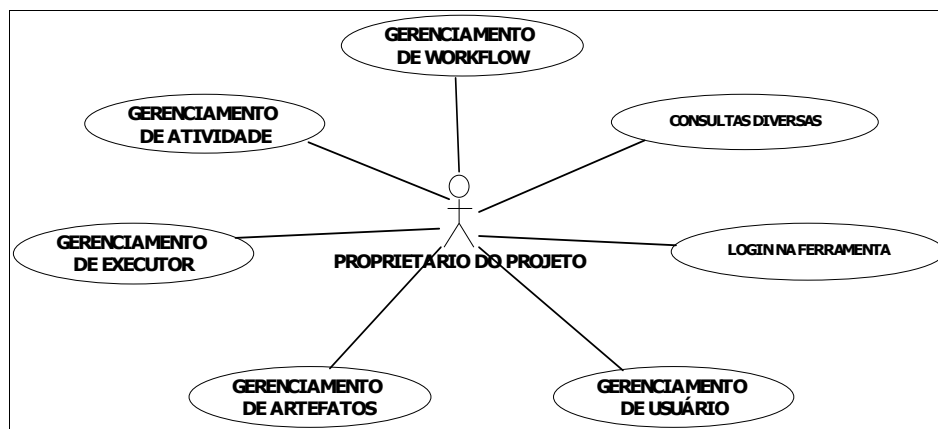 GERENCIAMENTO
DE WORKFLOW
GERENCIAMENTO
DE ATIVIDADE
CONSULTAS DIVERSAS
GERENCIAMENTO
DE EXECUTOR
PROPRIETARIO DO PROJETO
LOGIN NA FERRAMENTA
GERENCIAMENTO
DE ARTEFATOS
GERENCIAMENTO
DE USUÁRIO